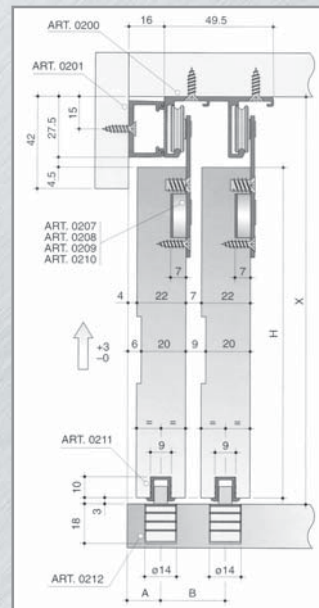 16
49.5
ART. 0200
ART. 0201
15
27.5
42
4.5
ART. 0207
ART. 0208
ART. 0209
ART. 0210
7
7
4
22
7
22
6
20
9
20
+3
-0
H
X
=
=
=
=
ART. 0211
9
9
10
3
18
ø14
ø14
ART. 0212
A
B